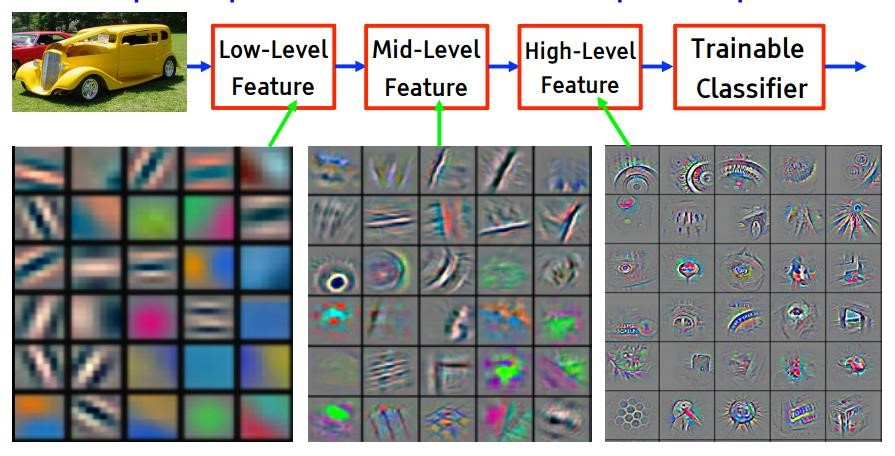 Low-Level
Feature
Mid-Level
Feature
High-Level
Feature
Trainable
Classifier